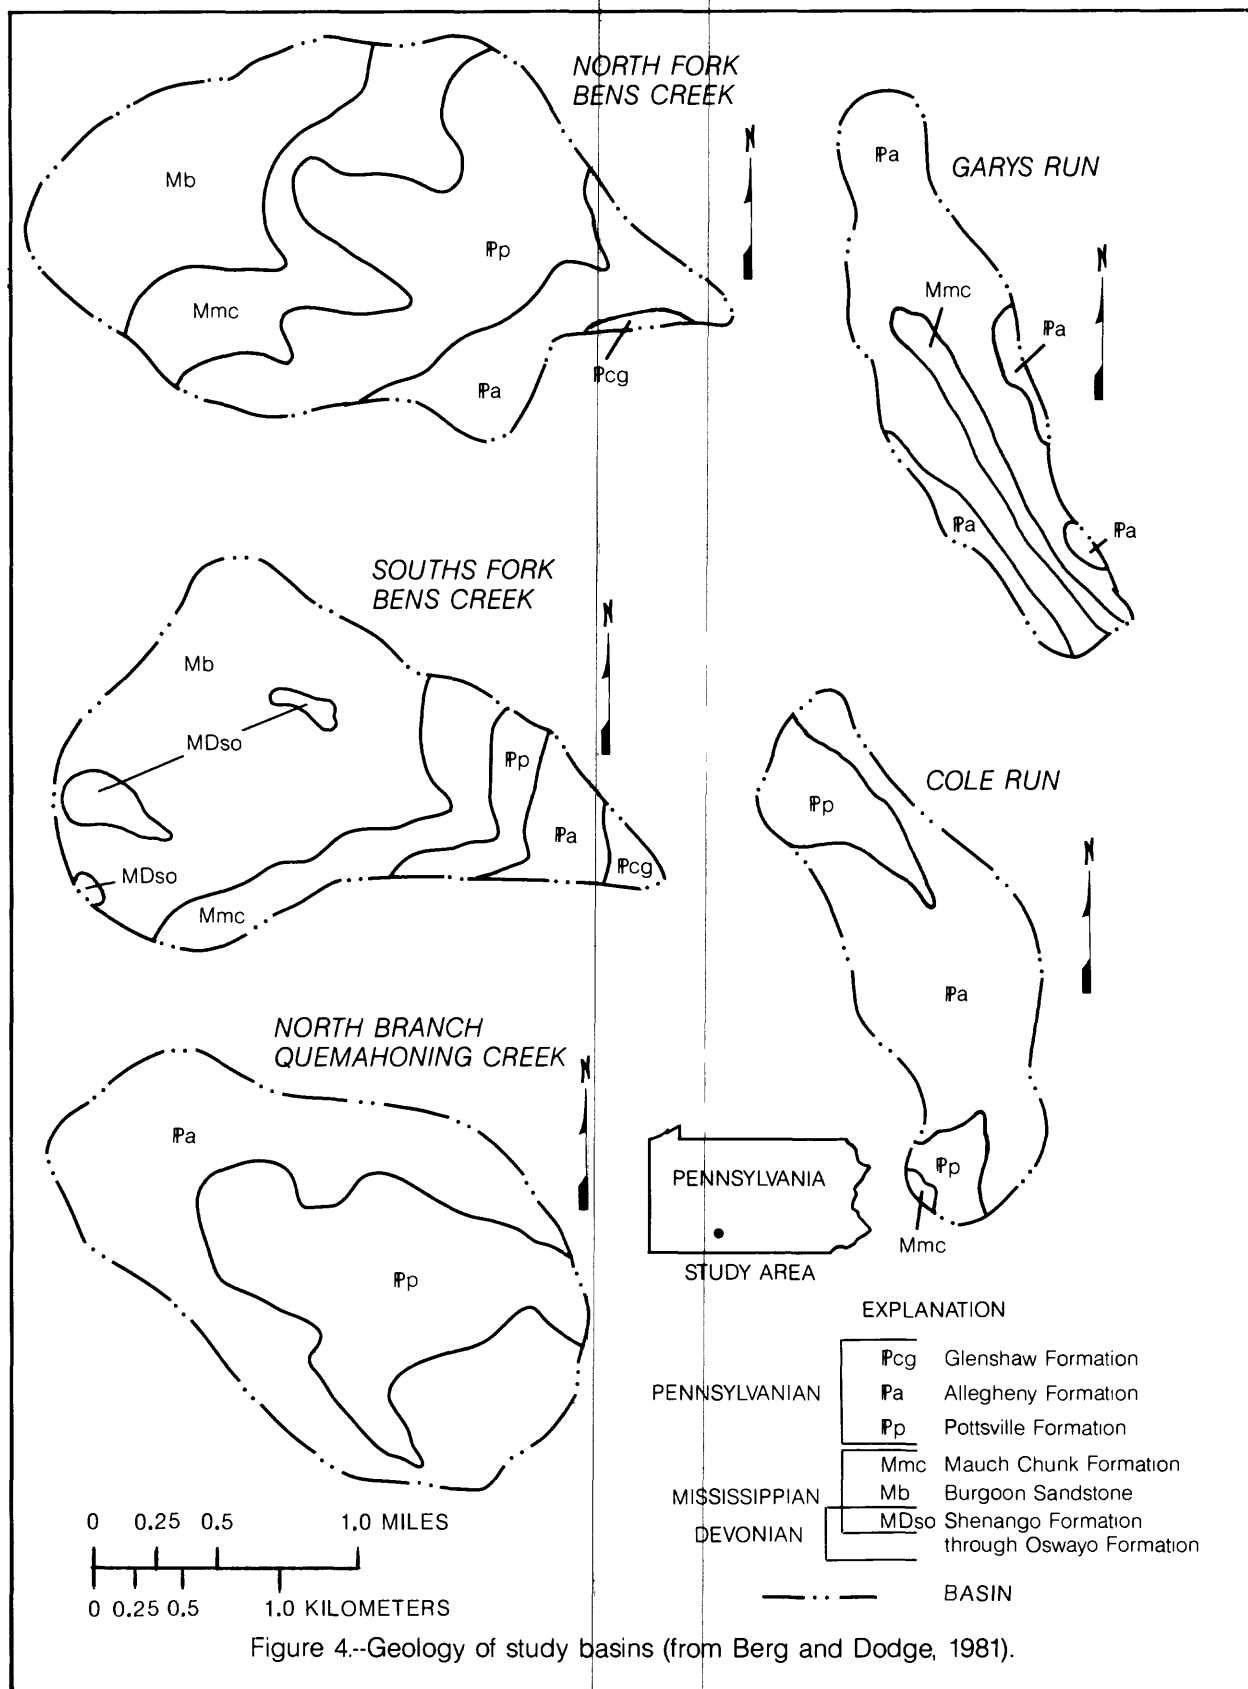 NORTH FORK
BENS CREEK
N
Mb
Mmc
Pp
Pa
Pcg
GARYS RUN
N
Pa
Mmc
Pa
Pa
Pa
SOUTHS FORK
BENS CREEK
N
Mb
MDso
MDso
Mmc
Pp
Pa
Pcg
COLE RUN
N
Pp
Pa
Pp
Mmc
NORTH BRANCH
QUEMAHONING CREEK
N
Pa
Pp
PENNSYLVANIA
STUDY AREA
EXPLANATION
PENNSYLVANIAN
Pcg Glenshaw Formation
Pa Allegheny Formation
Pp Pottsville Formation
MISSISSIPPIAN
Mmc Mauch Chunk Formation
Mb Burgoon Sandstone
DEVONIAN
MDso Shenango Formation
through Oswayo Formation
BASIN
0 0.25 0.5 1.0 MILES
0 0.25 0.5 1.0 KILOMETERS
Figure 4.--Geology of study basins (from Berg and Dodge, 1981).